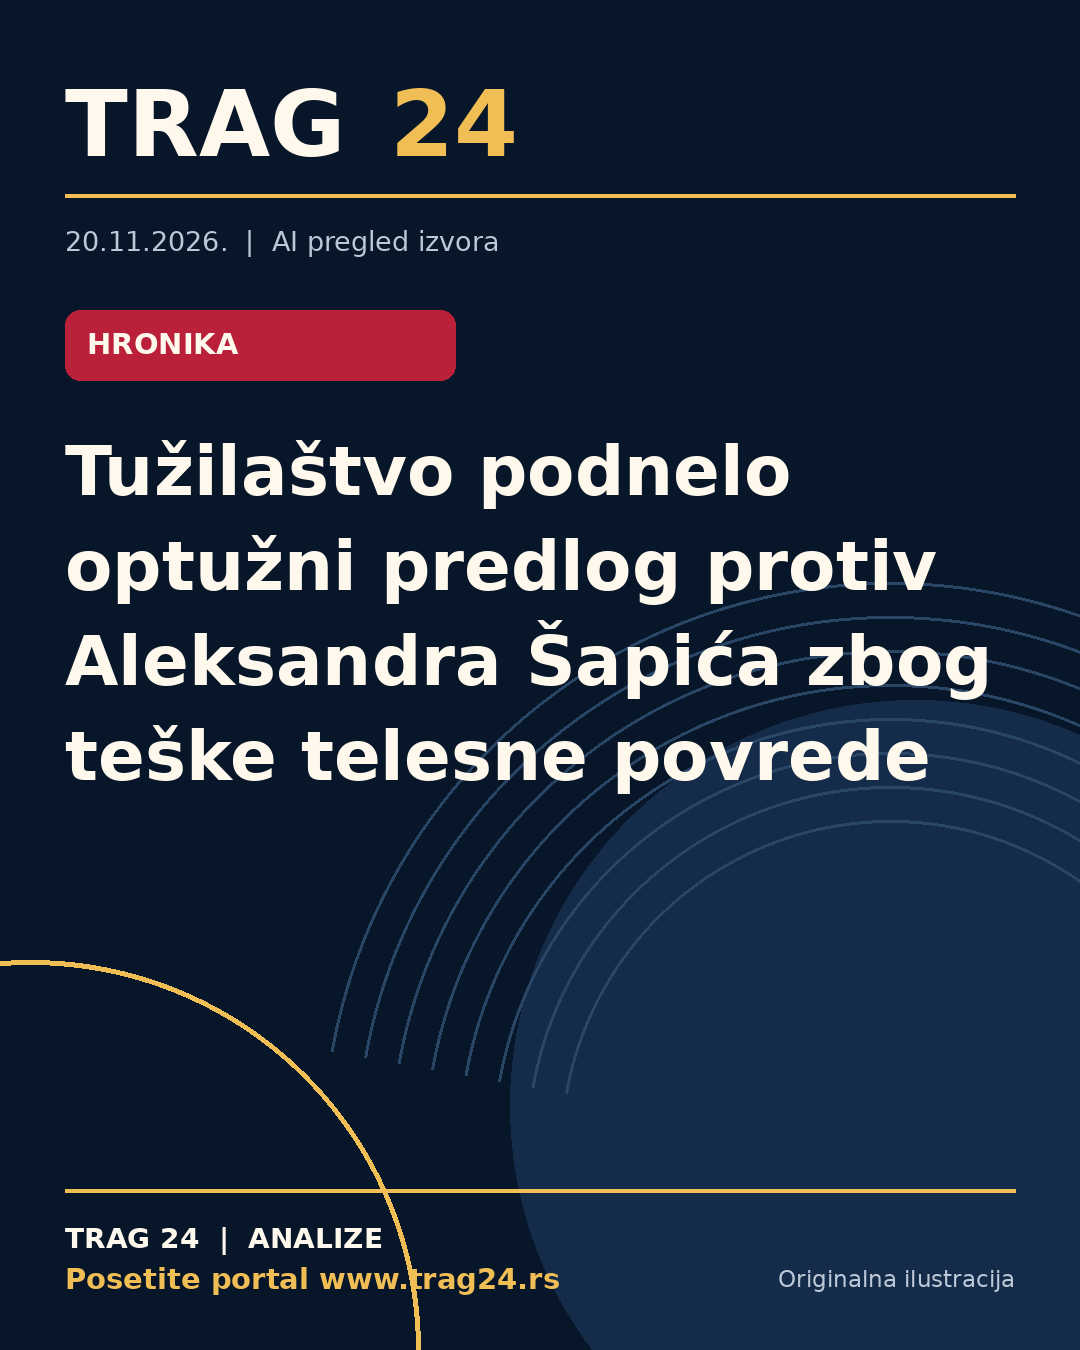 TRAG 24
20.11.2026. | AI pregled izvora
HRONIKA
Tužilaštvo podnelo
optužni predlog protiv
Aleksandra Šapića zbog
teške telesne povrede
TRAG 24 | ANALIZE
Posetite portal www.trag24.rs
Originalna ilustracija